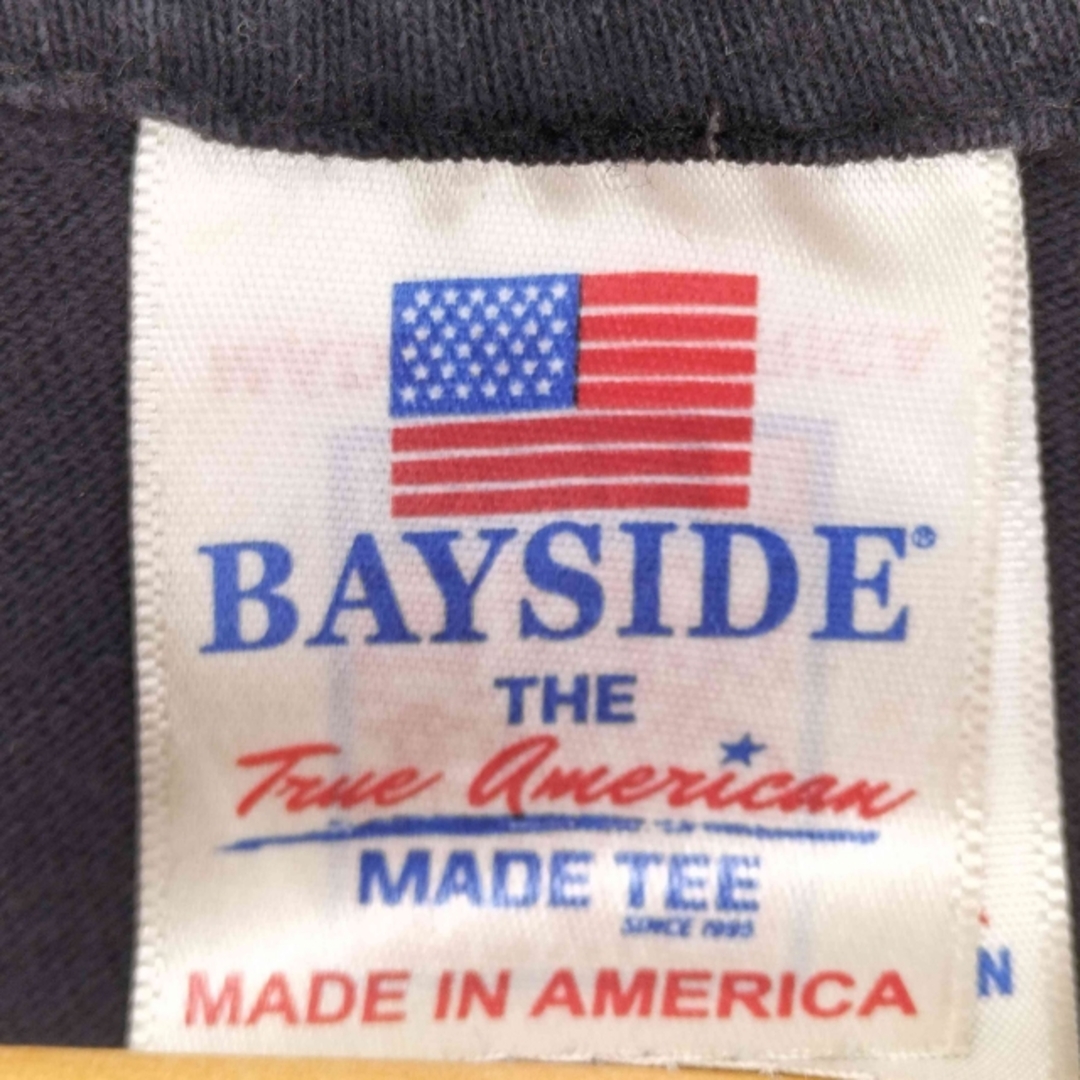 BAYSIDE®
THE
True American
MADE TEE
SINCE 1995
MADE IN AMERICA
N